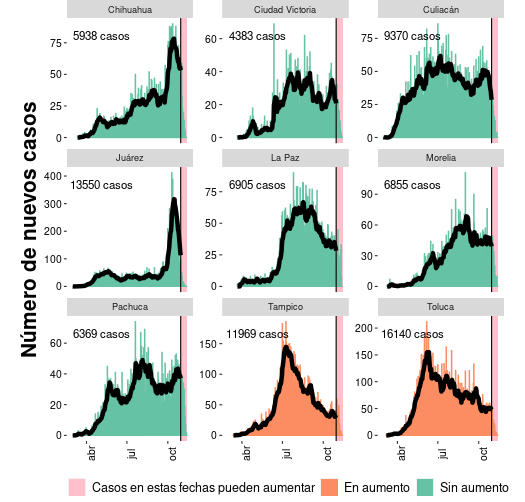 Número de nuevos casos
Chihuahua
Ciudad Victoria
Culiacán
5938 casos
4383 casos
9370 casos
75
50
25
0
60
40
20
0
75
50
25
0
Juárez
La Paz
Morelia
13550 casos
6905 casos
6855 casos
400
300
200
100
0
75
50
25
0
90
60
30
0
Pachuca
Tampico
Toluca
6369 casos
11969 casos
16140 casos
60
40
20
0
150
100
50
0
200
150
100
50
0
abr jul oct
abr jul oct
abr jul oct
Casos en estas fechas pueden aumentar En aumento Sin aumento